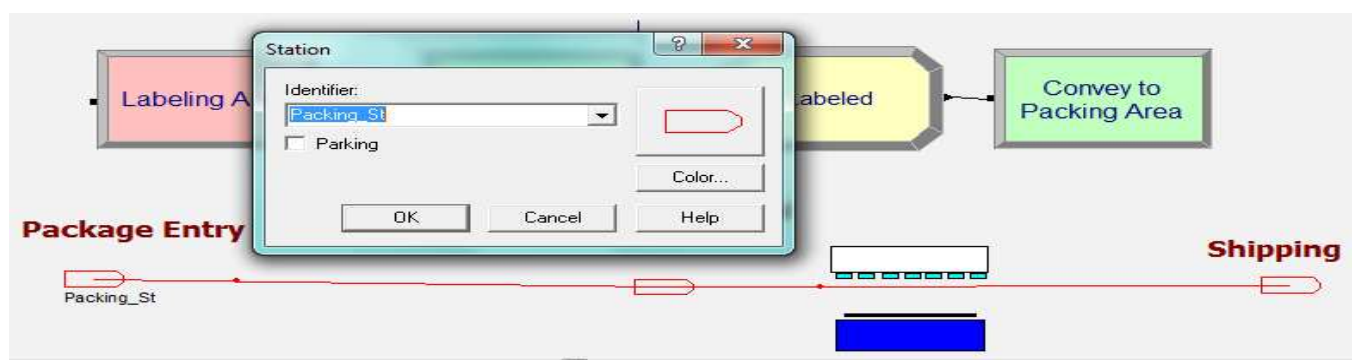 Station
?
Identifier:
Packing_St
Parking
Color...
OK
Cancel
Help
Labeling A
abeled
Convey to
Packing Area
Package Entry
Shipping
Packing_St